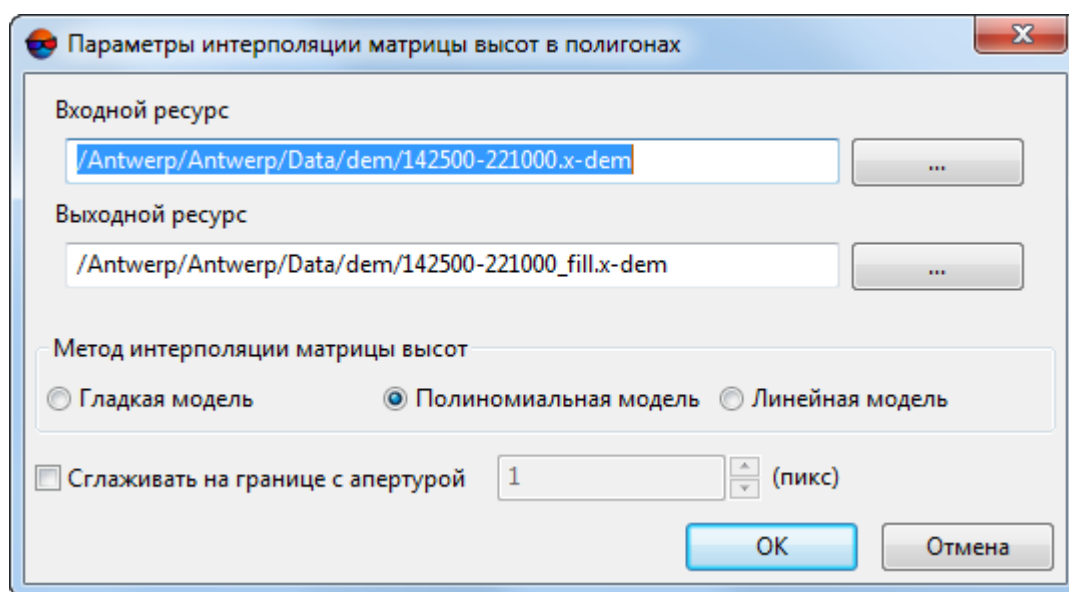 Параметры интерполяции матрицы высот в полигонах
Входной ресурс
/Antwerp/Antwerp/Data/dem/142500-221000.x-dem
...
Выходной ресурс
/Antwerp/Antwerp/Data/dem/142500-221000_fill.x-dem
...
Метод интерполяции матрицы высот
Гладкая модель Полиномиальная модель Линейная модель
Сглаживать на границе с апертурой 1 (пикс)
ОК Отмена